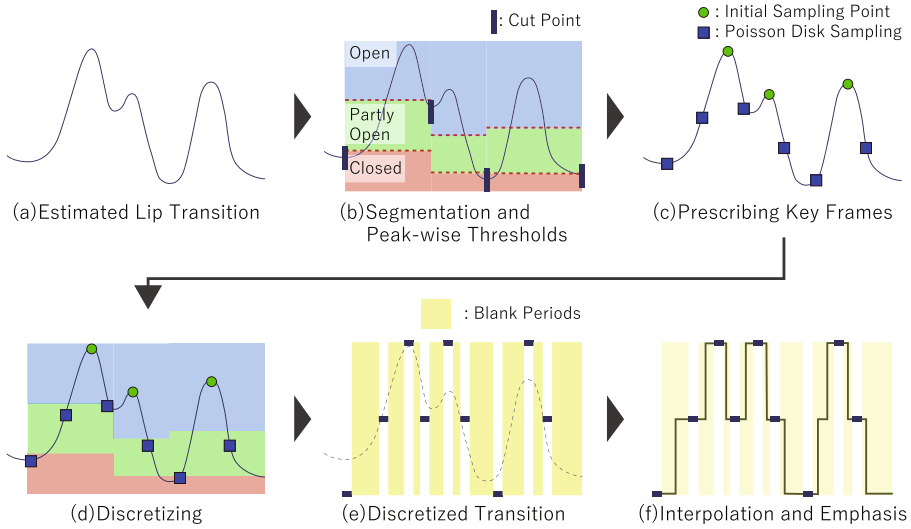 : Cut Point
: Initial Sampling Point
: Poisson Disk Sampling
Open
Partly
Open
Closed
(a)Estimated Lip Transition
(b)Segmentation and
Peak-wise Thresholds
(c)Prescribing Key Frames
: Blank Periods
(d)Discretizing
(e)Discretized Transition
(f)Interpolation and Emphasis